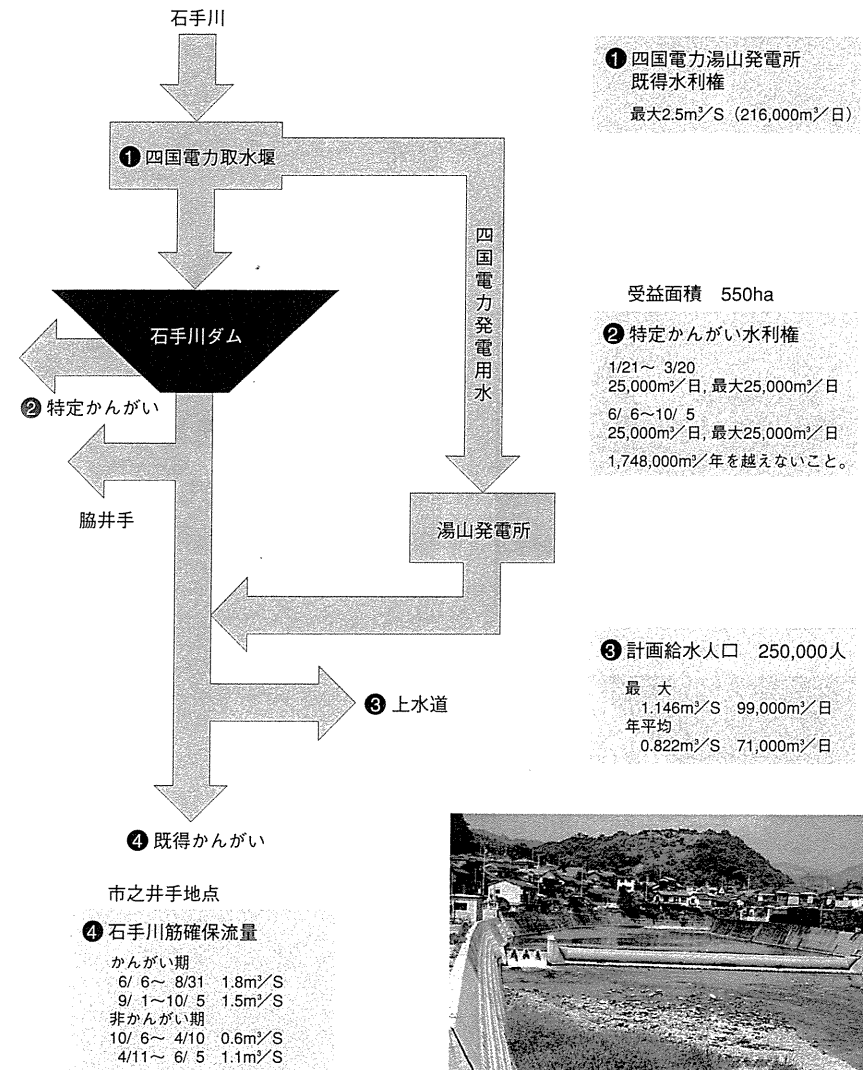 石手川
❶ 四国電力取水堰
四国電力発電用水
石手川ダム
❷ 特定かんがい
脇井手
湯山発電所
❸ 上水道
❹ 既得かんがい
❶ 四国電力湯山発電所
既得水利権
最大2.5m³/S（216,000m³/日）
受益面積 550ha
❷ 特定かんがい水利権
1/21～ 3/20
25,000m³/日, 最大25,000m³/日
6/ 6～10/ 5
25,000m³/日, 最大25,000m³/日
1,748,000m³/年を越えないこと。
❸ 計画給水人口 250,000人
最 大
1.146m³/S 99,000m³/日
年平均
0.822m³/S 71,000m³/日
市之井手地点
❹ 石手川筋確保流量
かんがい期
6/ 6～ 8/31 1.8m³/S
9/ 1～10/ 5 1.5m³/S
非かんがい期
10/ 6～ 4/10 0.6m³/S
4/11～ 6/ 5 1.1m³/S